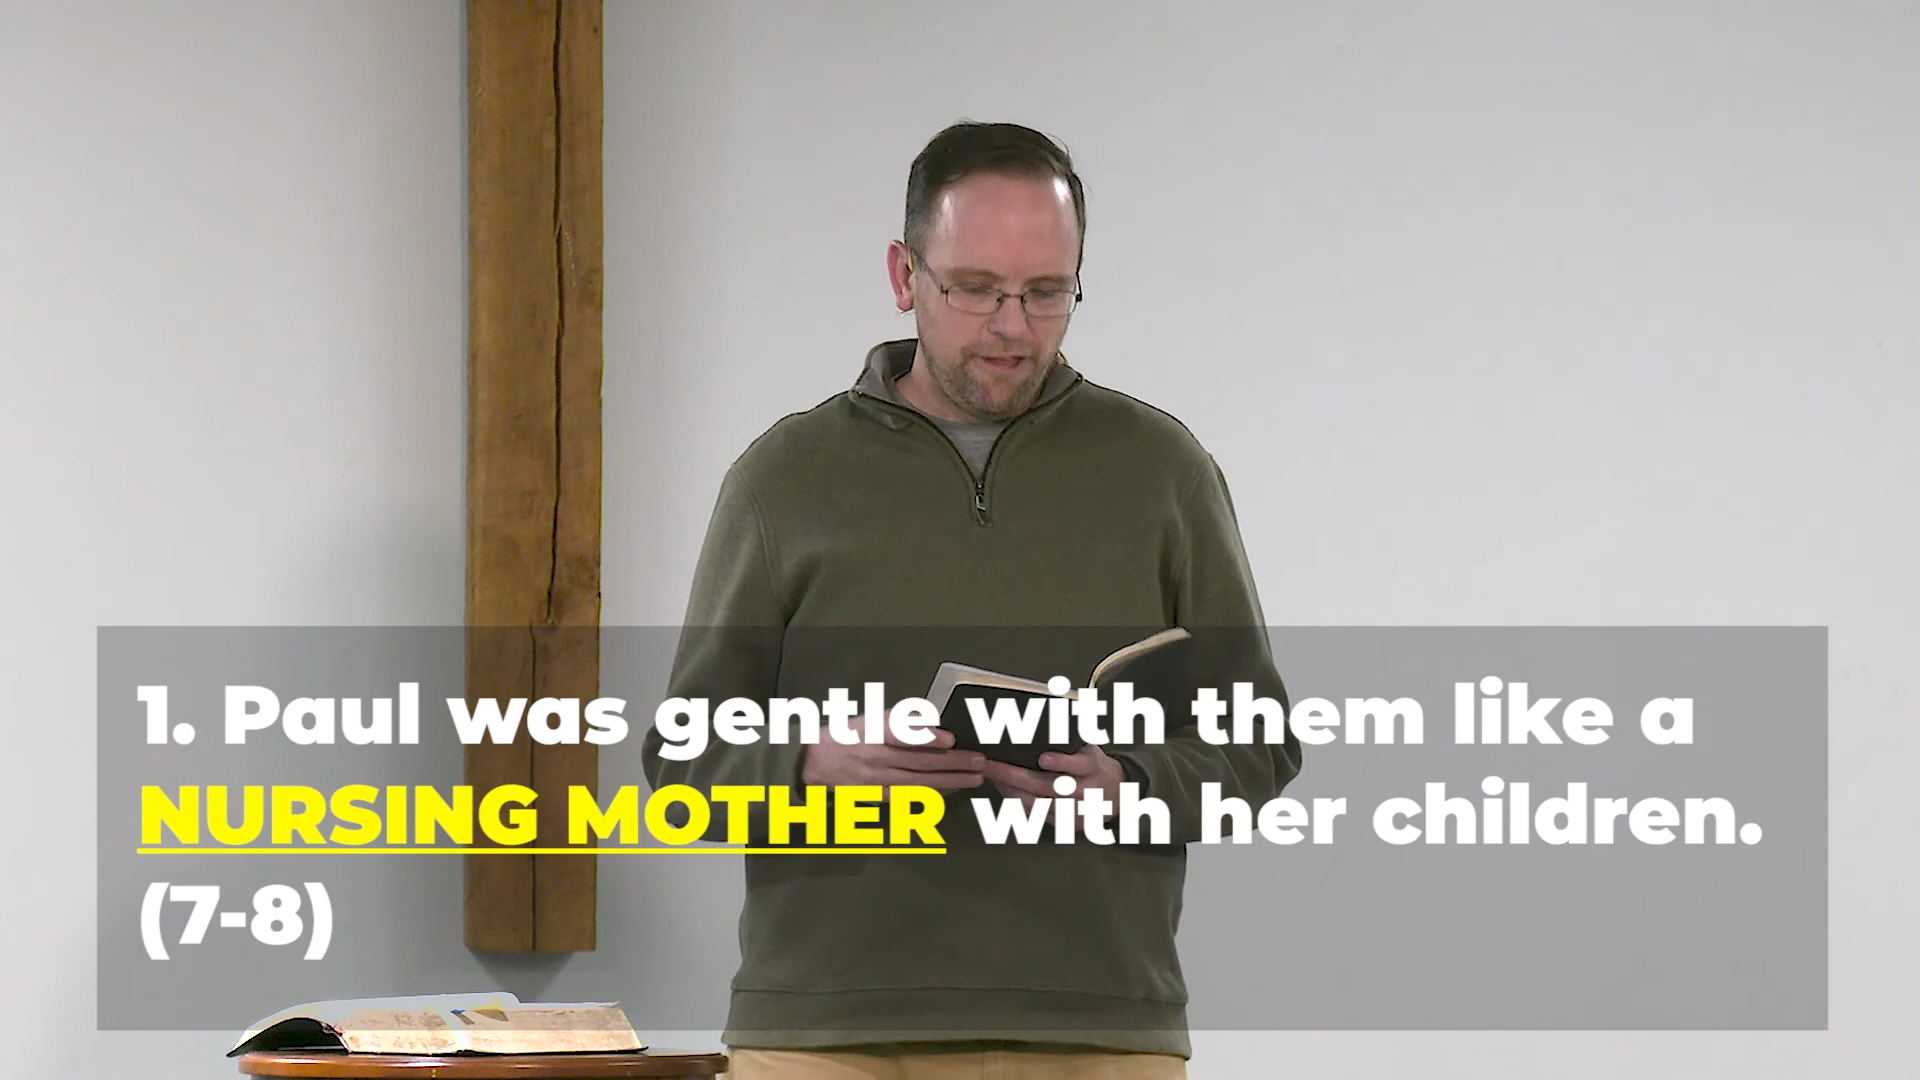 1. Paul was gentle with them like a
NURSING MOTHER with her children.
(7-8)